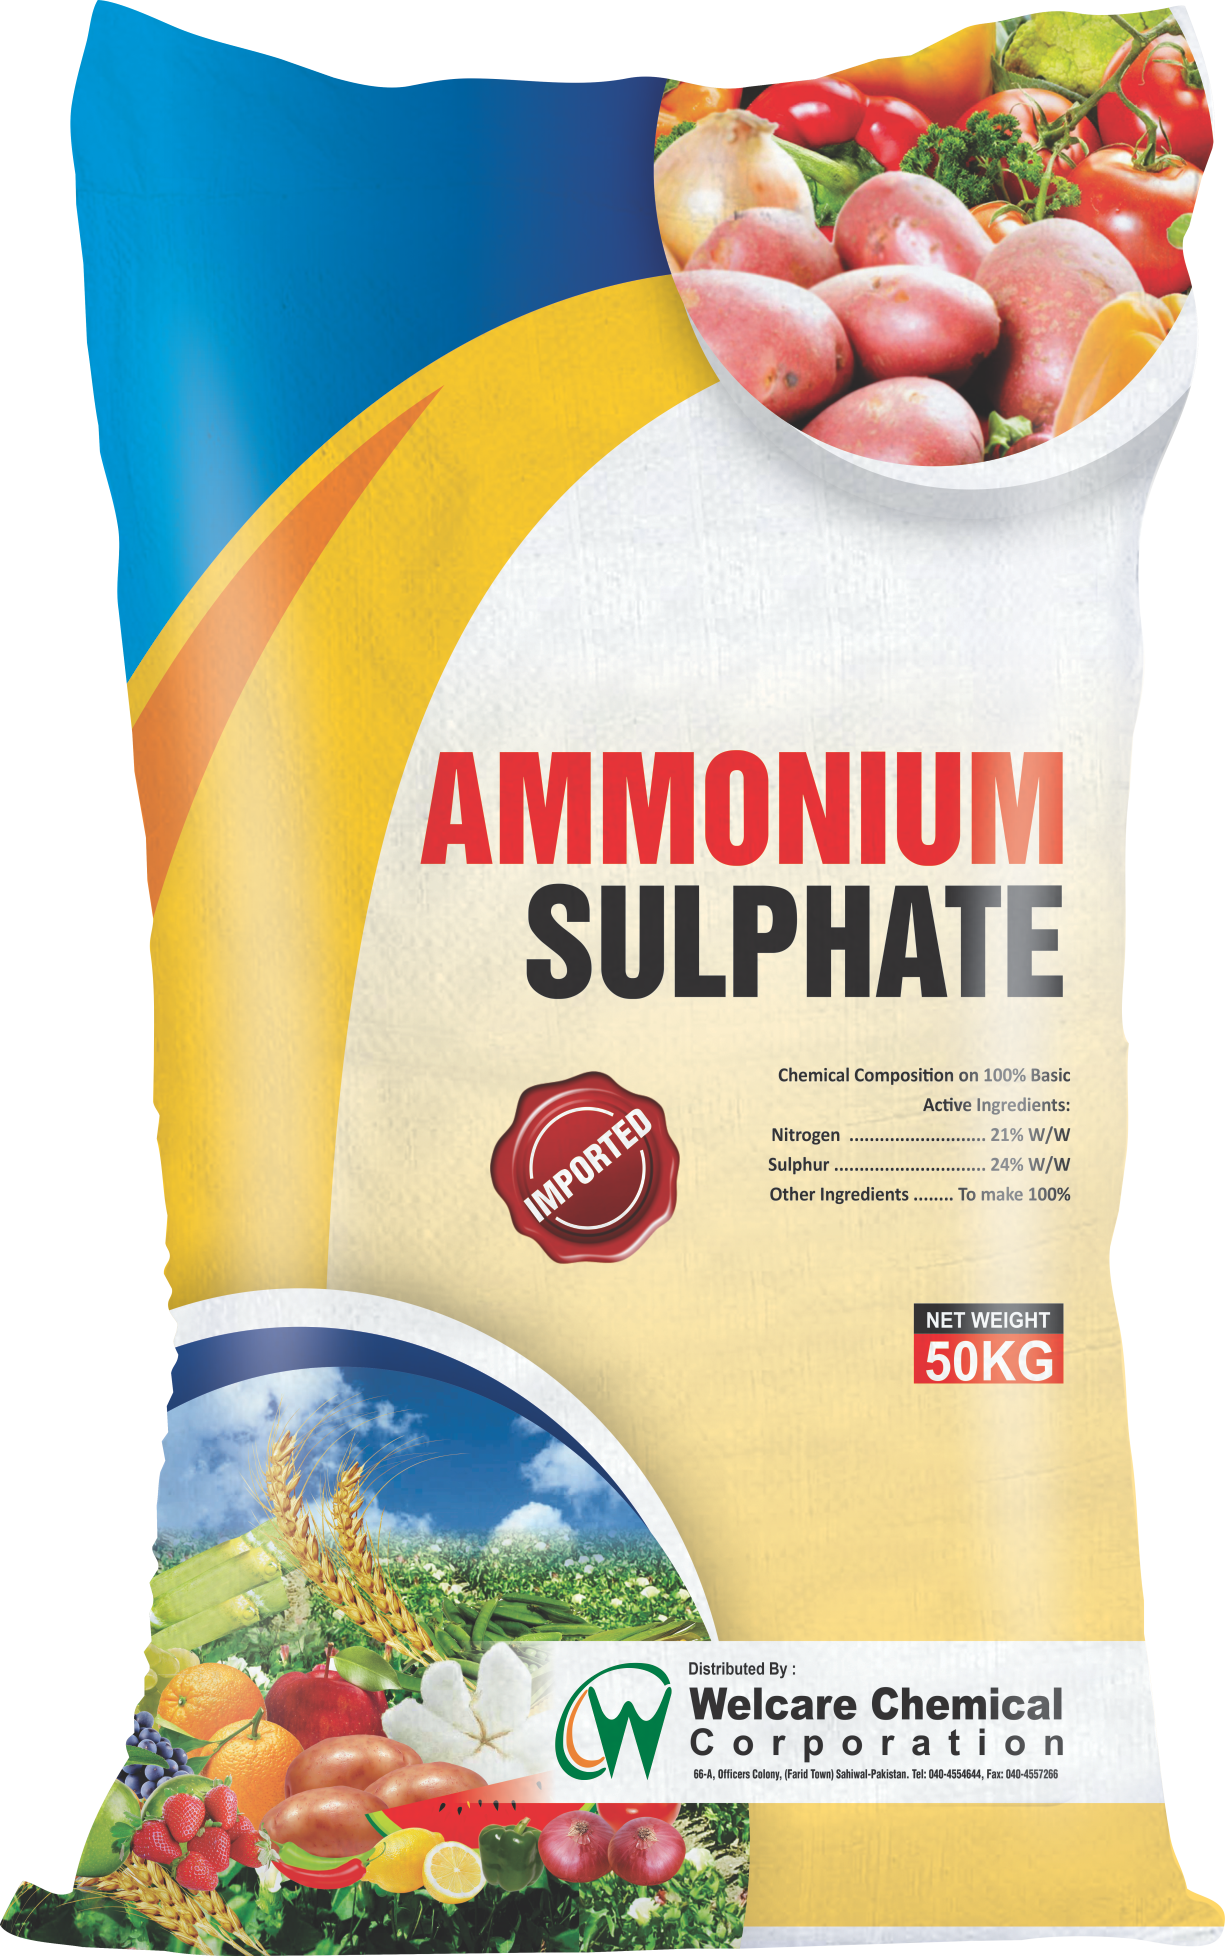 AMMONIUM
SULPHATE
IMPORTED
Chemical Composition on 100% Basic
Active Ingredients:
Nitrogen ........................... 21% W/W
Sulphur .............................. 24% W/W
Other Ingredients ........ To make 100%
NET WEIGHT
50KG
Distributed By :
CW
Welcare Chemical
Corporation
66-A, Officers Colony, (Farid Town) Sahiwal-Pakistan. Tel: 040-4554644, Fax: 040-4557266